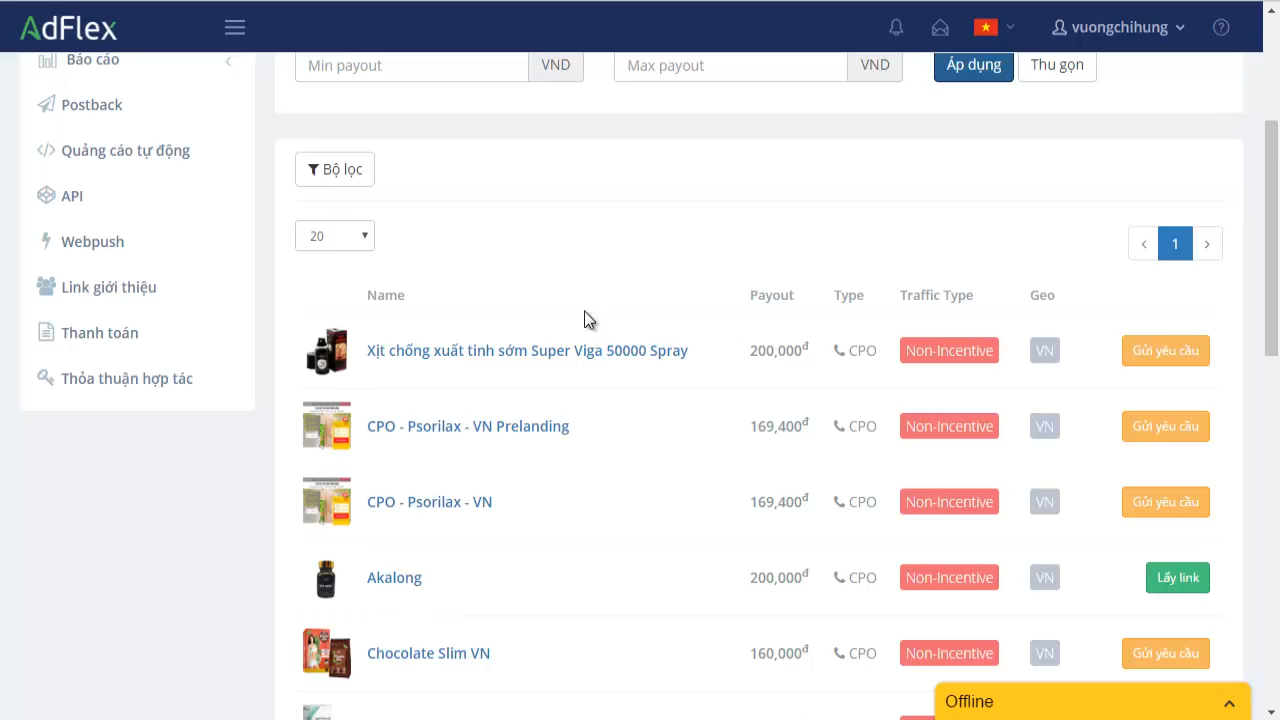 AdFlex
vuongchihung
Báo cáo
Postback
Quảng cáo tự động
API
Webpush
Link giới thiệu
Thanh toán
Thỏa thuận hợp tác
Min payout VND Max payout VND Áp dụng Thu gọn
Bộ lọc
20
1
Name Payout Type Traffic Type Geo
Xịt chống xuất tinh sớm Super Viga 50000 Spray 200,000đ CPO Non-Incentive VN Gửi yêu cầu
CPO - Psorilax - VN Prelanding 169,400đ CPO Non-Incentive VN Gửi yêu cầu
CPO - Psorilax - VN 169,400đ CPO Non-Incentive VN Gửi yêu cầu
Akalong 200,000đ CPO Non-Incentive VN Lấy link
Chocolate Slim VN 160,000đ CPO Non-Incentive VN Gửi yêu cầu
Offline